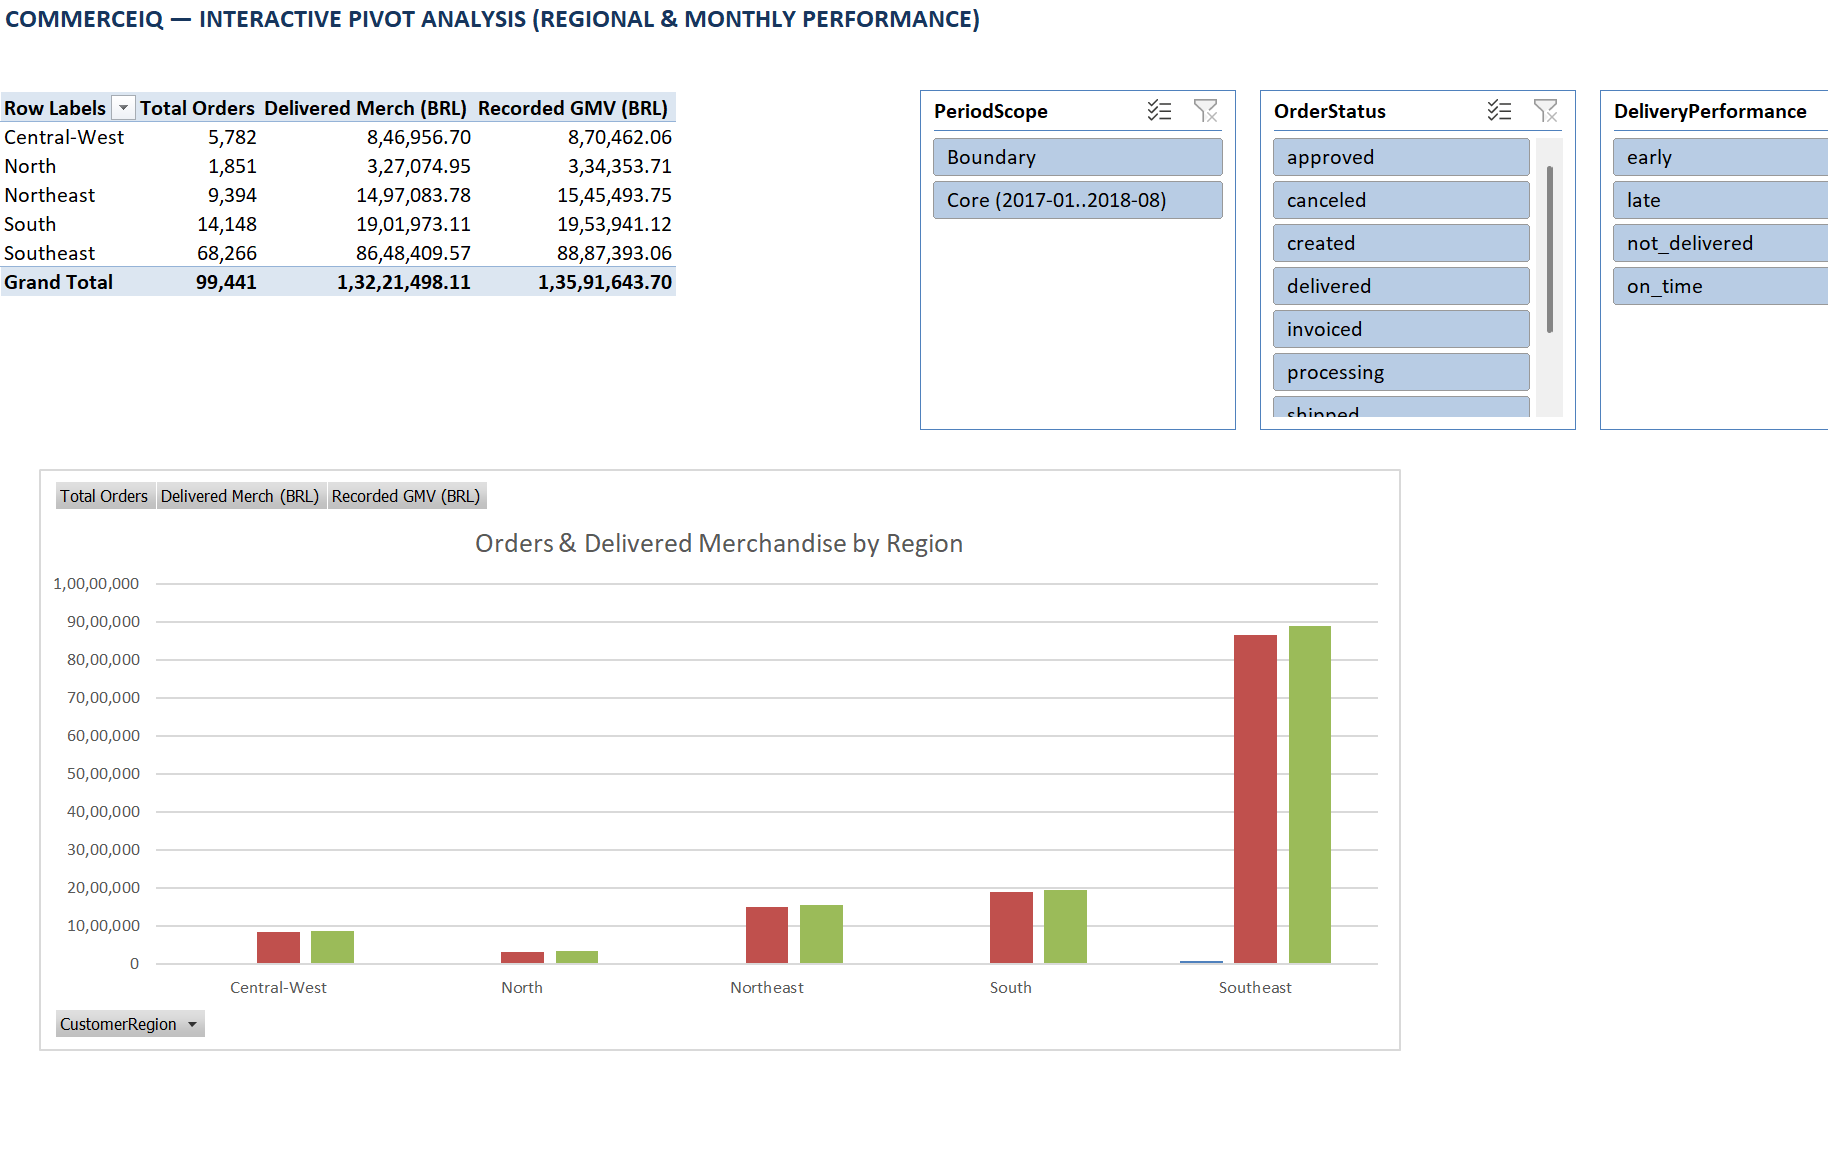 COMMERCEIQ — INTERACTIVE PIVOT ANALYSIS (REGIONAL & MONTHLY PERFORMANCE)
Row Labels Total Orders Delivered Merch (BRL) Recorded GMV (BRL)
Central-West 5,782 8,46,956.70 8,70,462.06
North 1,851 3,27,074.95 3,34,353.71
Northeast 9,394 14,97,083.78 15,45,493.75
South 14,148 19,01,973.11 19,53,941.12
Southeast 68,266 86,48,409.57 88,87,393.06
Grand Total 99,441 1,32,21,498.11 1,35,91,643.70
PeriodScope
Boundary
Core (2017-01..2018-08)
OrderStatus
approved
canceled
created
delivered
invoiced
processing
shipped
DeliveryPerformance
early
late
not_delivered
on_time
Total Orders Delivered Merch (BRL) Recorded GMV (BRL)
Orders & Delivered Merchandise by Region
1,00,00,000
90,00,000
80,00,000
70,00,000
60,00,000
50,00,000
40,00,000
30,00,000
20,00,000
10,00,000
0
Central-West North Northeast South Southeast
CustomerRegion